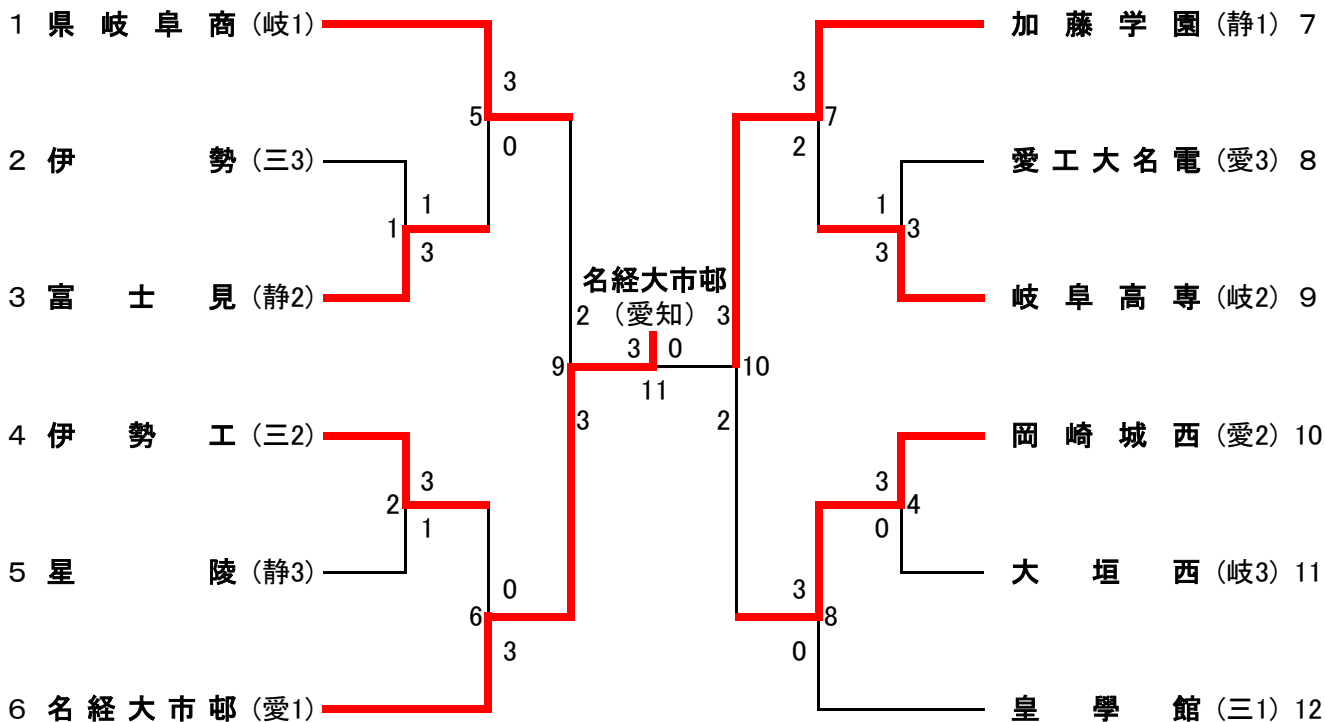 1 県岐阜商 (岐1)
3
5
0
2 伊勢 (三3)
1
1
3
3 富士見 (静2)
名経大市邨
2 (愛知) 3
3 0
9
10
11
3
2
4 伊勢工 (三2)
3
2
1
5 星陵 (静3)
0
6
3
6 名経大市邨 (愛1)
加藤学園 (静1) 7
3
7
2
愛工大名電 (愛3) 8
1
3
3
岐阜高専 (岐2) 9
岡崎城西 (愛2) 10
3
4
0
大垣西 (岐3) 11
3
8
0
皇學館 (三1) 12